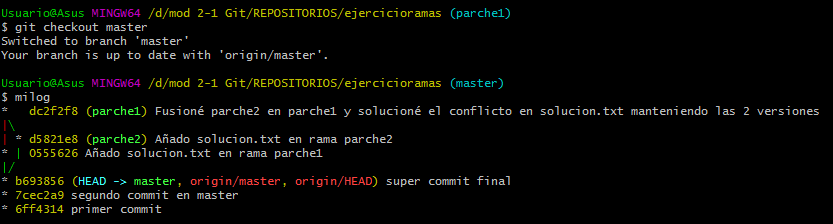 Usuario@Asus MINGW64 /d/mod 2-1 Git/REPOSITORIOS/ejercicioramas (parche1)
$ git checkout master
Switched to branch 'master'
Your branch is up to date with 'origin/master'.

Usuario@Asus MINGW64 /d/mod 2-1 Git/REPOSITORIOS/ejercicioramas (master)
$ milog
*   dc2f2f8 (parche1) Fusioné parche2 en parche1 y solucioné el conflicto en solucion.txt manteniendo las 2 versiones
|\
| * d5821e8 (parche2) Añado solucion.txt en rama parche2
* | 0555626 Añado solucion.txt en rama parche1
|/
* b693856 (HEAD -> master, origin/master, origin/HEAD) super commit final
* 7cec2a9 segundo commit en master
* 6ff4314 primer commit